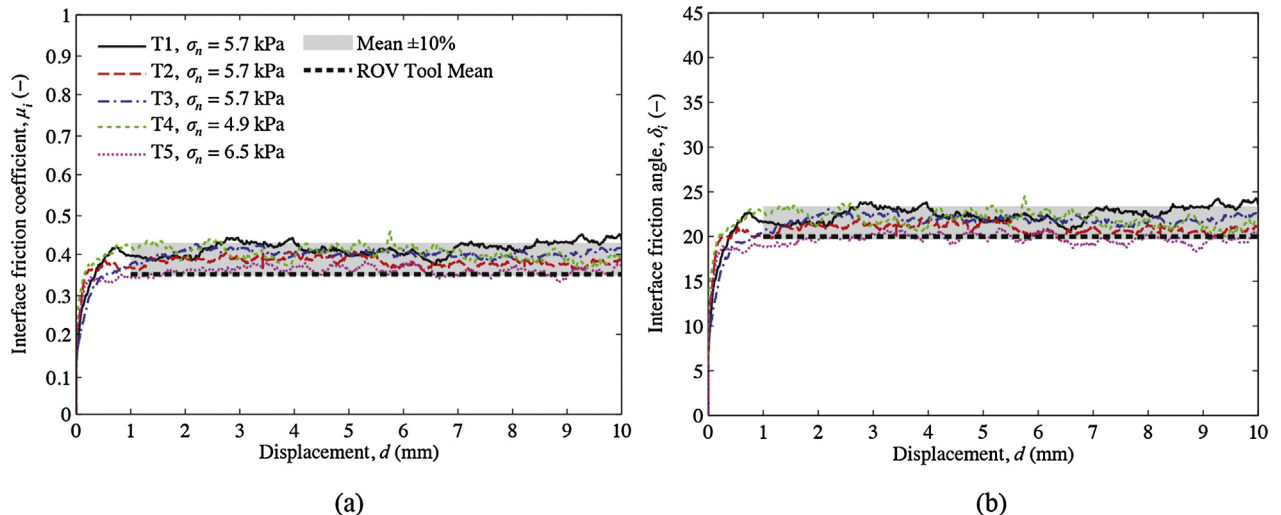 1
0.9
0.8
0.7
0.6
0.5
0.4
0.3
0.2
0.1
0
Interface friction coefficient, μi (−)
T1, σn = 5.7 kPa
T2, σn = 5.7 kPa
T3, σn = 5.7 kPa
T4, σn = 4.9 kPa
T5, σn = 6.5 kPa
Mean ±10%
ROV Tool Mean
0 1 2 3 4 5 6 7 8 9 10
Displacement, d (mm)
(a)
45
40
35
30
25
20
15
10
5
0
Interface friction angle, δi (−)
0 1 2 3 4 5 6 7 8 9 10
Displacement, d (mm)
(b)